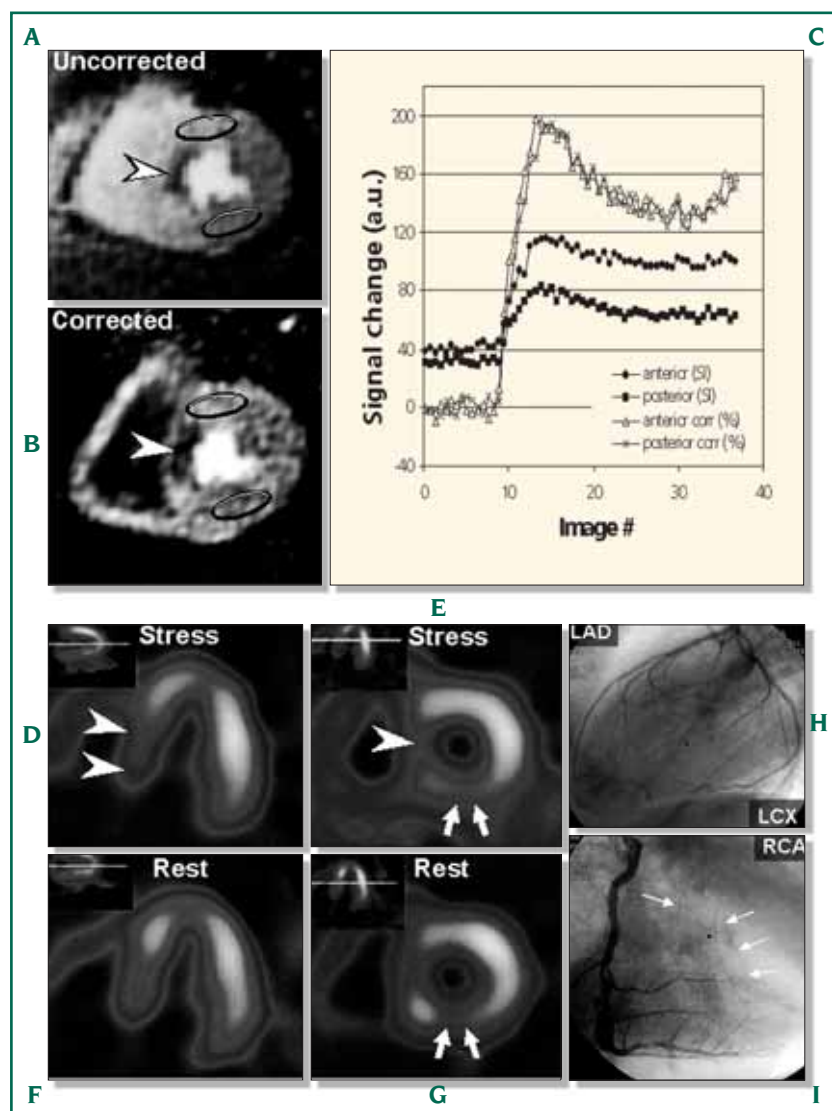 A
C
Uncorrected
Corrected
B
Signal change (a.u.)
200
160
120
80
40
0
-40
anterior (SI)
posterior (SI)
anterior corr (%)
posterior corr (%)
0 10 20 30 40
Image #
E
Stress
Stress
LAD
D
H
LCX
Rest
Rest
RCA
F
G
I